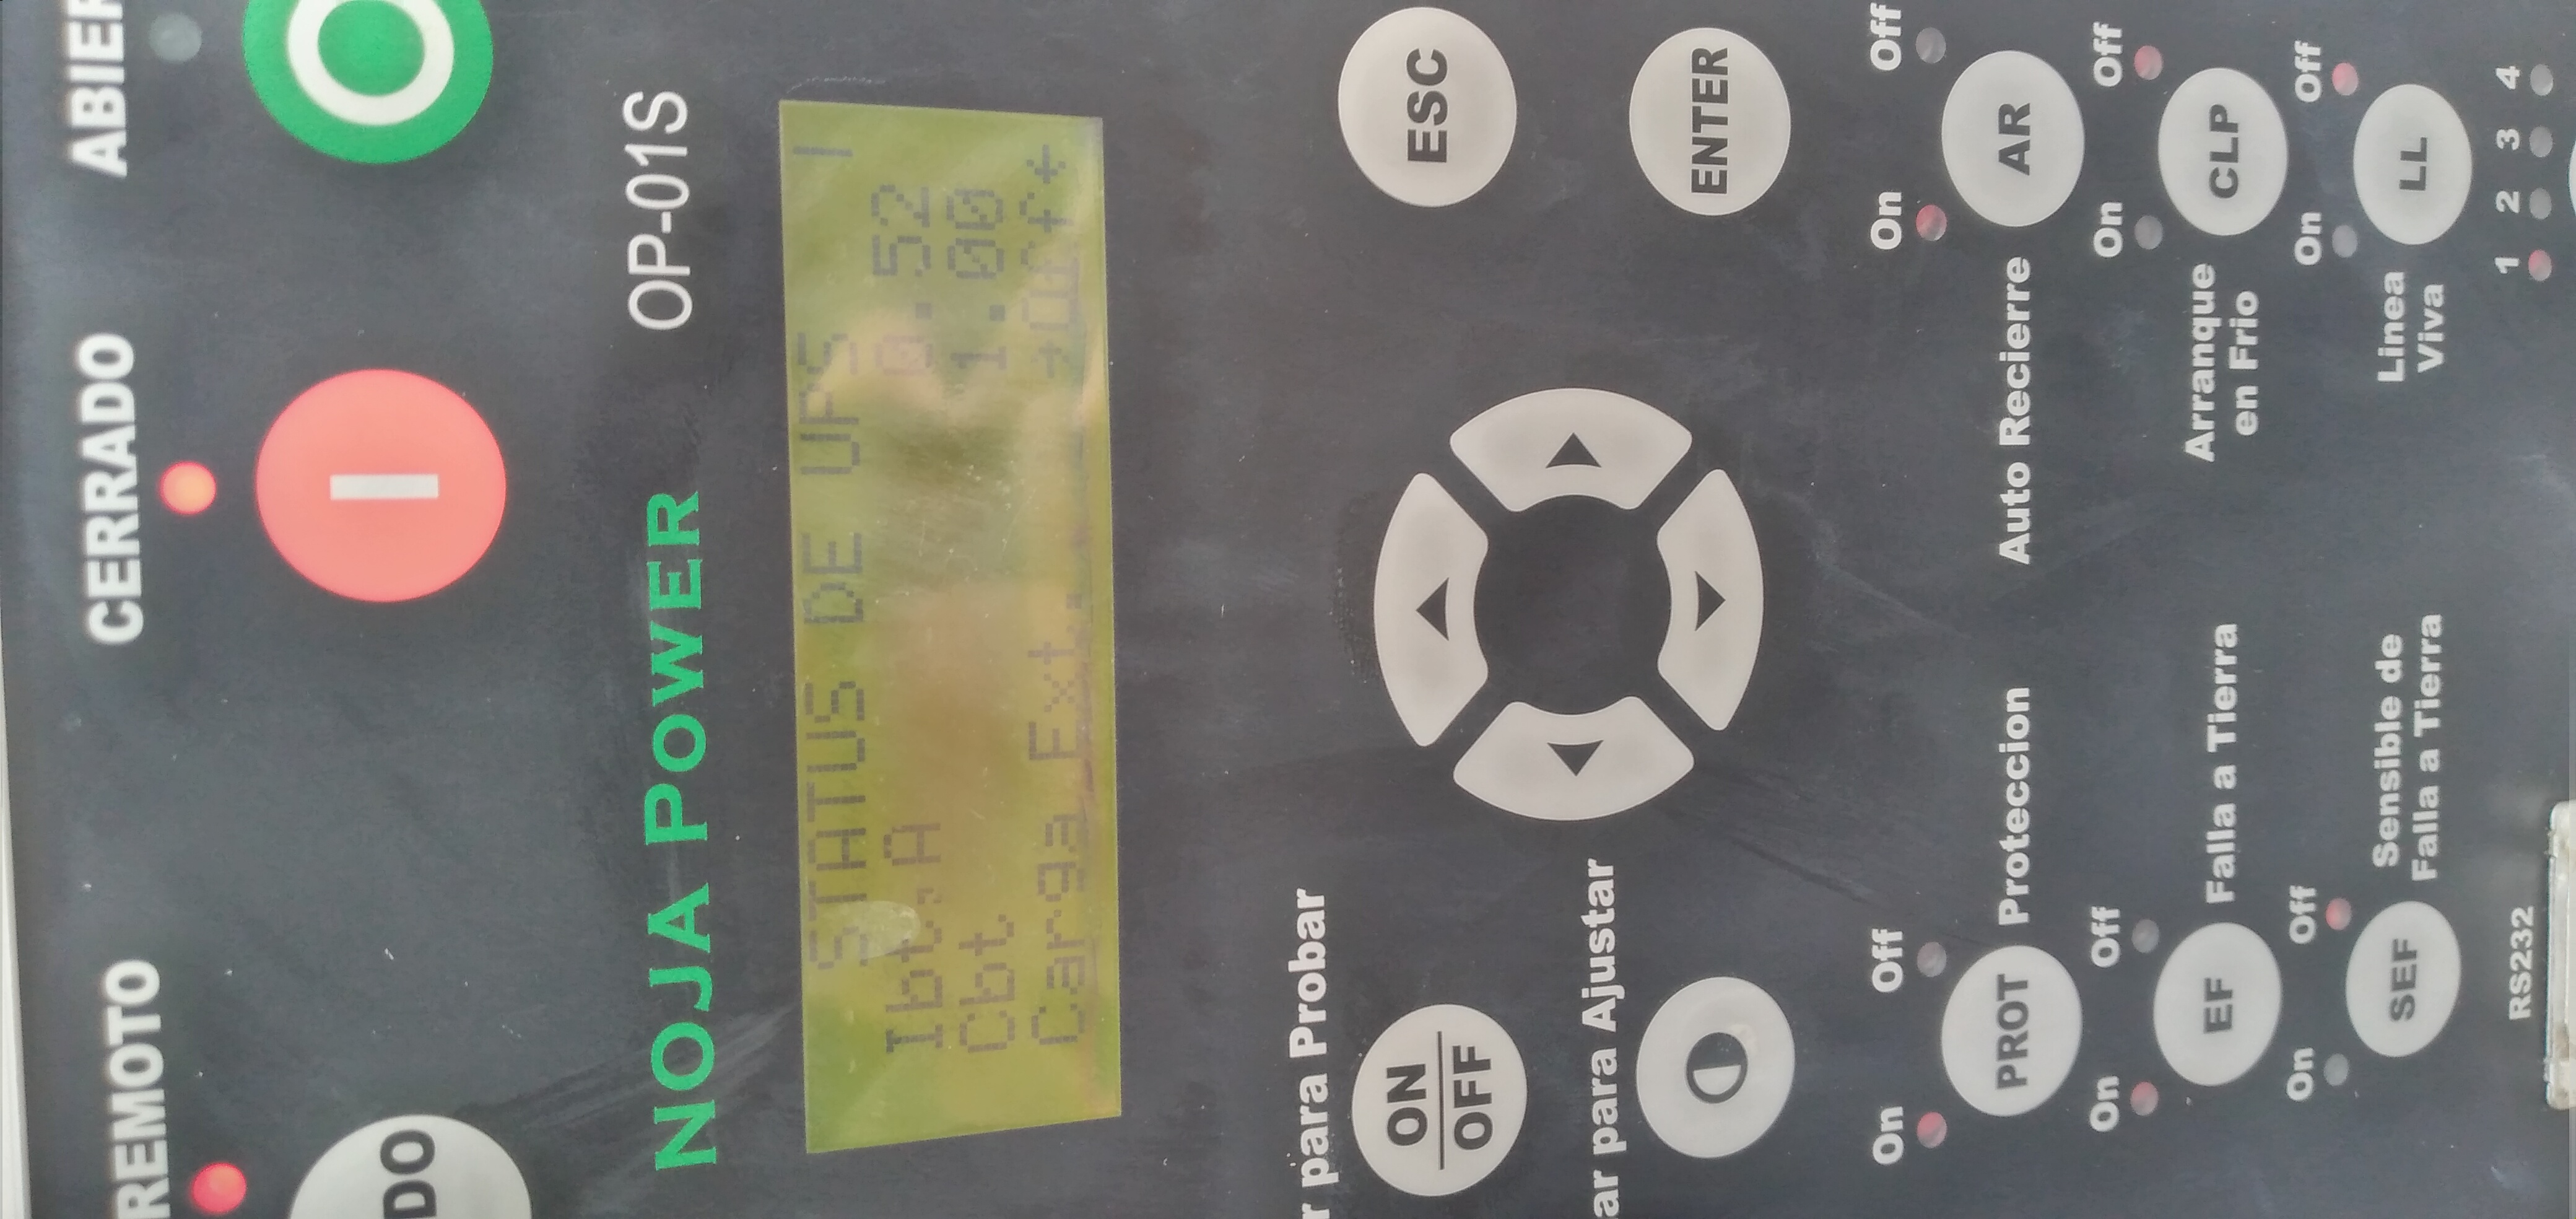 REMOTO
CERRADO
ABIER
DO
I
NOJA POWER
OP-01S
STATUS DE UPS
Ibt,A 0.52
Cbt 1.00
Carga Ext. →Off←
r para Probar
ON
OFF
ESC
ar para Ajustar
ENTER
On Off
On Off
PROT Proteccion
Auto Recierre AR
On Off
On Off
EF Falla a Tierra
Arranque
en Frio
CLP
On Off
On Off
SEF
Sensible de
Falla a Tierra
Linea
Viva
LL
RS232
1 2 3 4